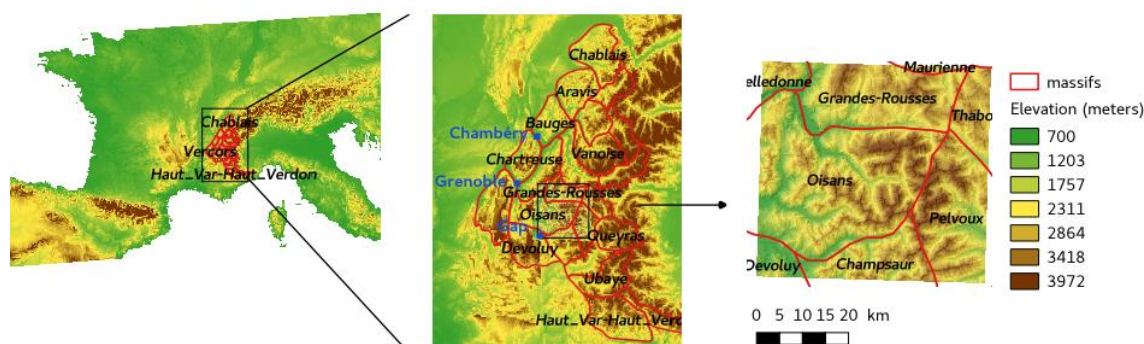 Chablais
Vercors
Haut_Var-Haut_Verdon
Chablais
Aravis
Bauges
Chambéry
Chartreuse
Vanoise
Grenoble
Grandes-Rousses
Oisans
Gap
Queyras
Devoluy
Ubaye
Haut_Var-Haut_Verd
Maurienne
elledonne
Grandes-Rousses
Thabo
Oisans
Pelvoux
Devoluy
Champsaur
massifs
Elevation (meters)
700
1203
1757
2311
2864
3418
3972
0 5 10 15 20 km